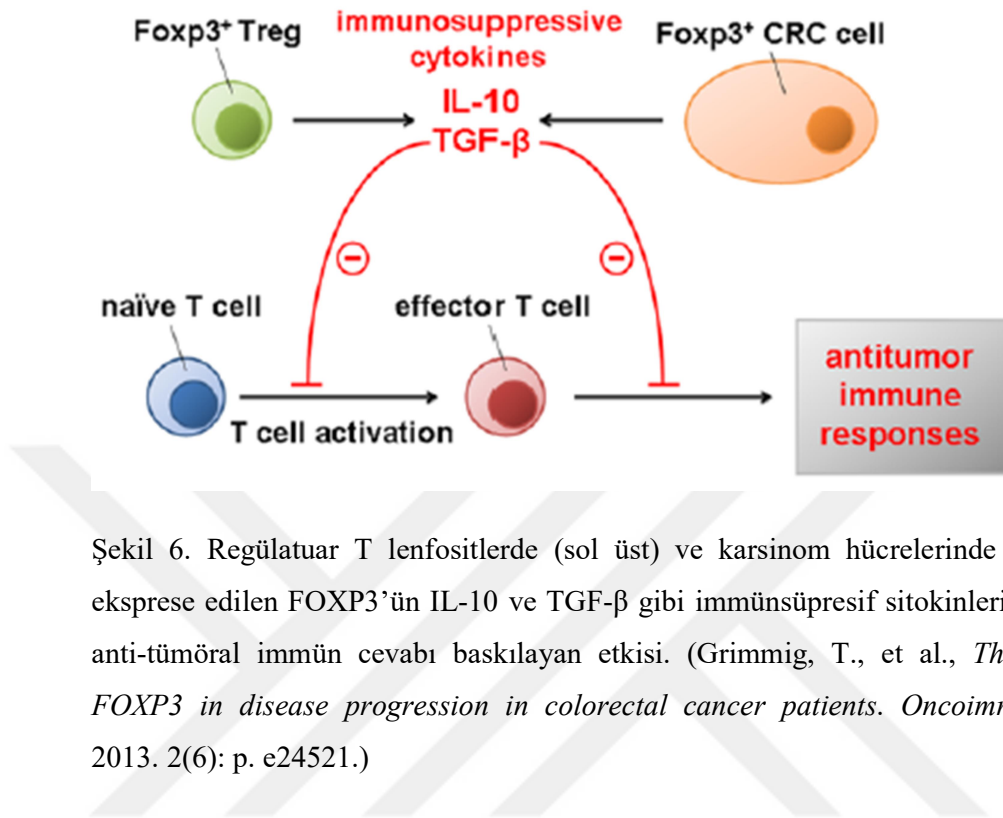 Foxp3⁺ Treg
immunosuppressive
cytokines
IL-10
TGF-β
Foxp3⁺ CRC cell
naïve T cell
effector T cell
T cell activation
antitumor
immune
responses
Şekil 6. Regülatuar T lenfositlerde (sol üst) ve karsinom hücrelerinde
eksprese edilen FOXP3’ün IL-10 ve TGF-β gibi immünsüpresif sitokinleri
anti-tümöral immün cevabı baskılayan etkisi. (Grimmig, T., et al., Th
FOXP3 in disease progression in colorectal cancer patients. Oncoimm
2013. 2(6): p. e24521.)